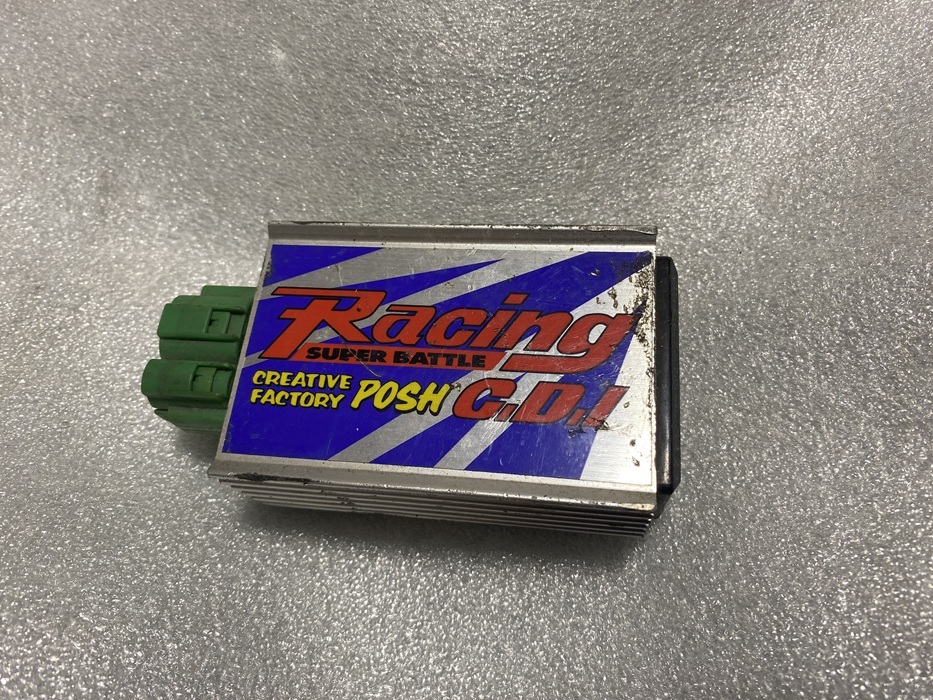 Racing
SUPER BATTLE
CREATIVE
FACTORY POSH C.D.I